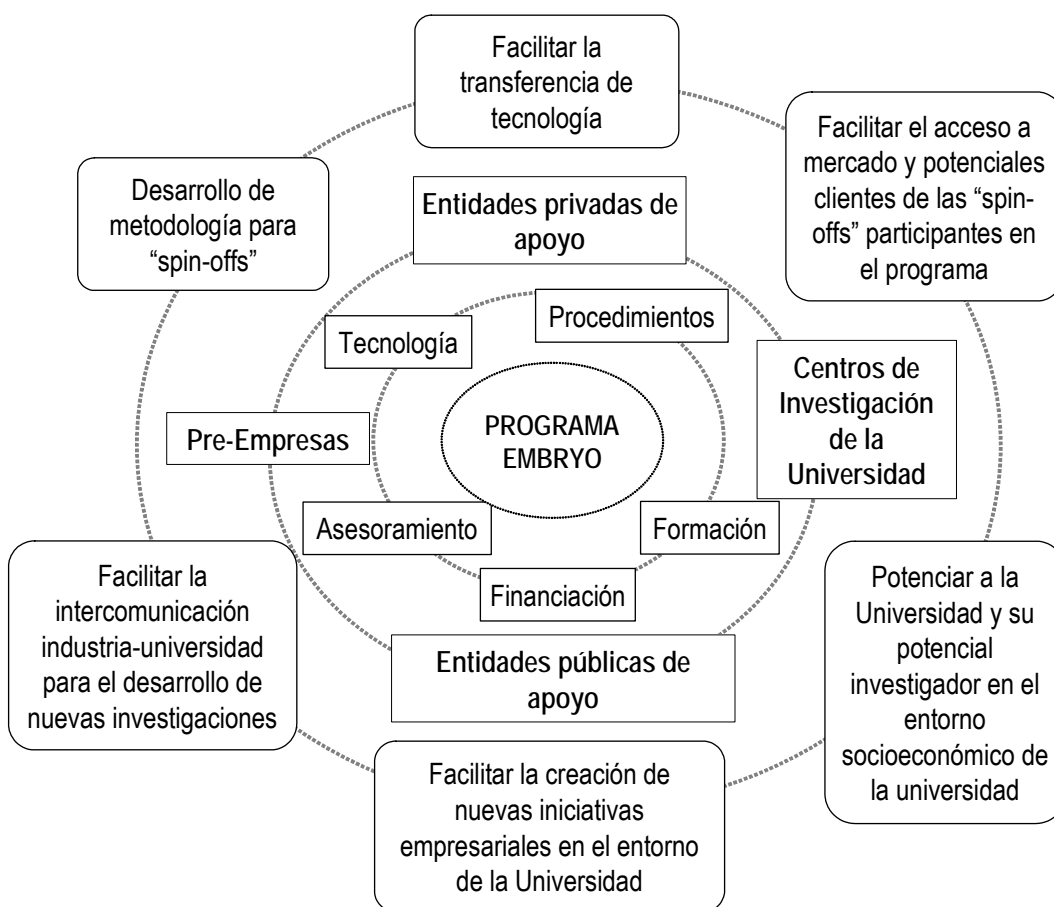 Facilitar la
transferencia de
tecnología
Facilitar el acceso a
mercado y potenciales
clientes de las “spin-
offs” participantes en
el programa
Desarrollo de
metodología para
“spin-offs”
Entidades privadas de
apoyo
Procedimientos
Tecnología
Centros de
Investigación
de la
Universidad
Pre-Empresas
PROGRAMA
EMBRYO
Asesoramiento
Formación
Financiación
Facilitar la
intercomunicación
industria-universidad
para el desarrollo de
nuevas investigaciones
Potenciar a la
Universidad y su
potencial
investigador en el
entorno
socioeconómico de
la universidad
Entidades públicas de
apoyo
Facilitar la creación de
nuevas iniciativas
empresariales en el entorno
de la Universidad